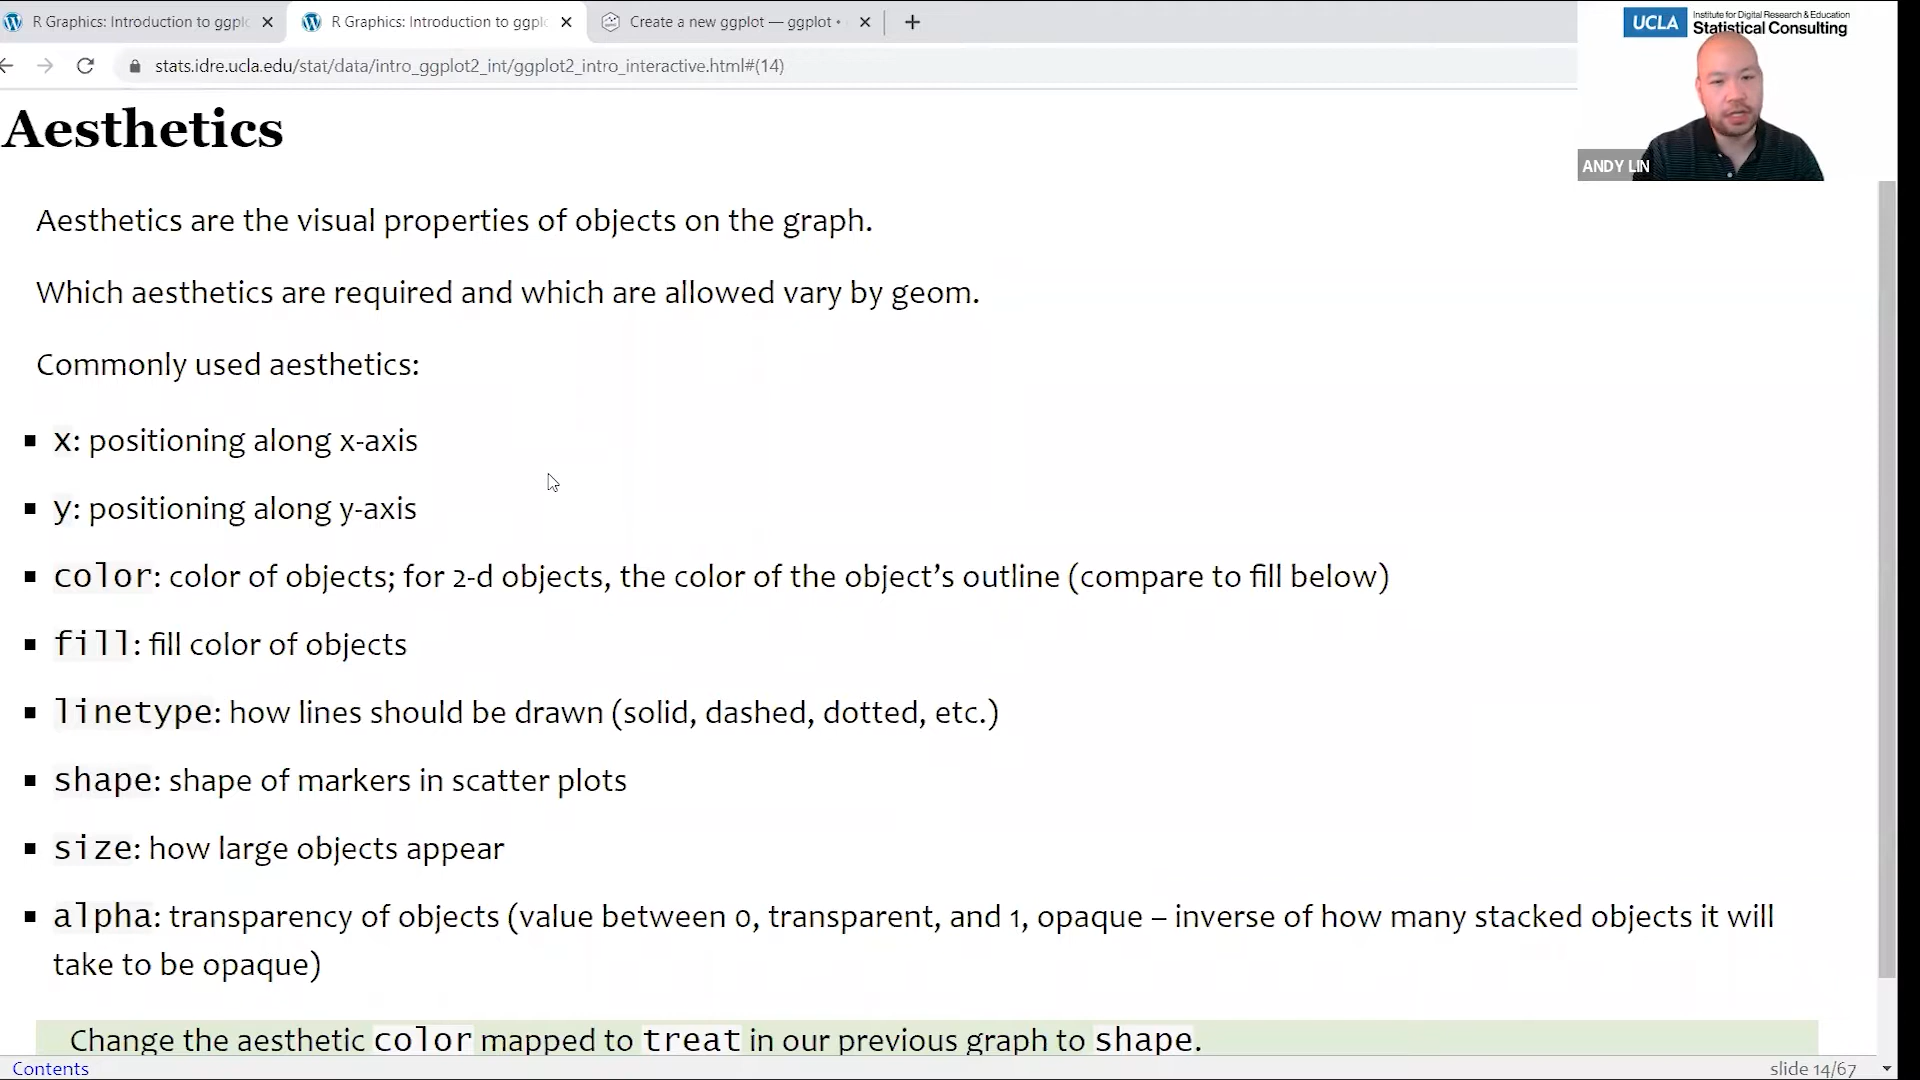 R Graphics: Introduction to ggpl
R Graphics: Introduction to ggpl
Create a new ggplot — ggplot
stats.idre.ucla.edu/stat/data/intro_ggplot2_int/ggplot2_intro_interactive.html#(14)
UCLA
Institute for Digital Research & Education
Statistical Consulting
ANDY LIN
Aesthetics
Aesthetics are the visual properties of objects on the graph.
Which aesthetics are required and which are allowed vary by geom.
Commonly used aesthetics:
x: positioning along x-axis
y: positioning along y-axis
color: color of objects; for 2-d objects, the color of the object’s outline (compare to fill below)
fill: fill color of objects
linetype: how lines should be drawn (solid, dashed, dotted, etc.)
shape: shape of markers in scatter plots
size: how large objects appear
alpha: transparency of objects (value between 0, transparent, and 1, opaque – inverse of how many stacked objects it will
take to be opaque)
Change the aesthetic color mapped to treat in our previous graph to shape.
Contents
slide 14/67